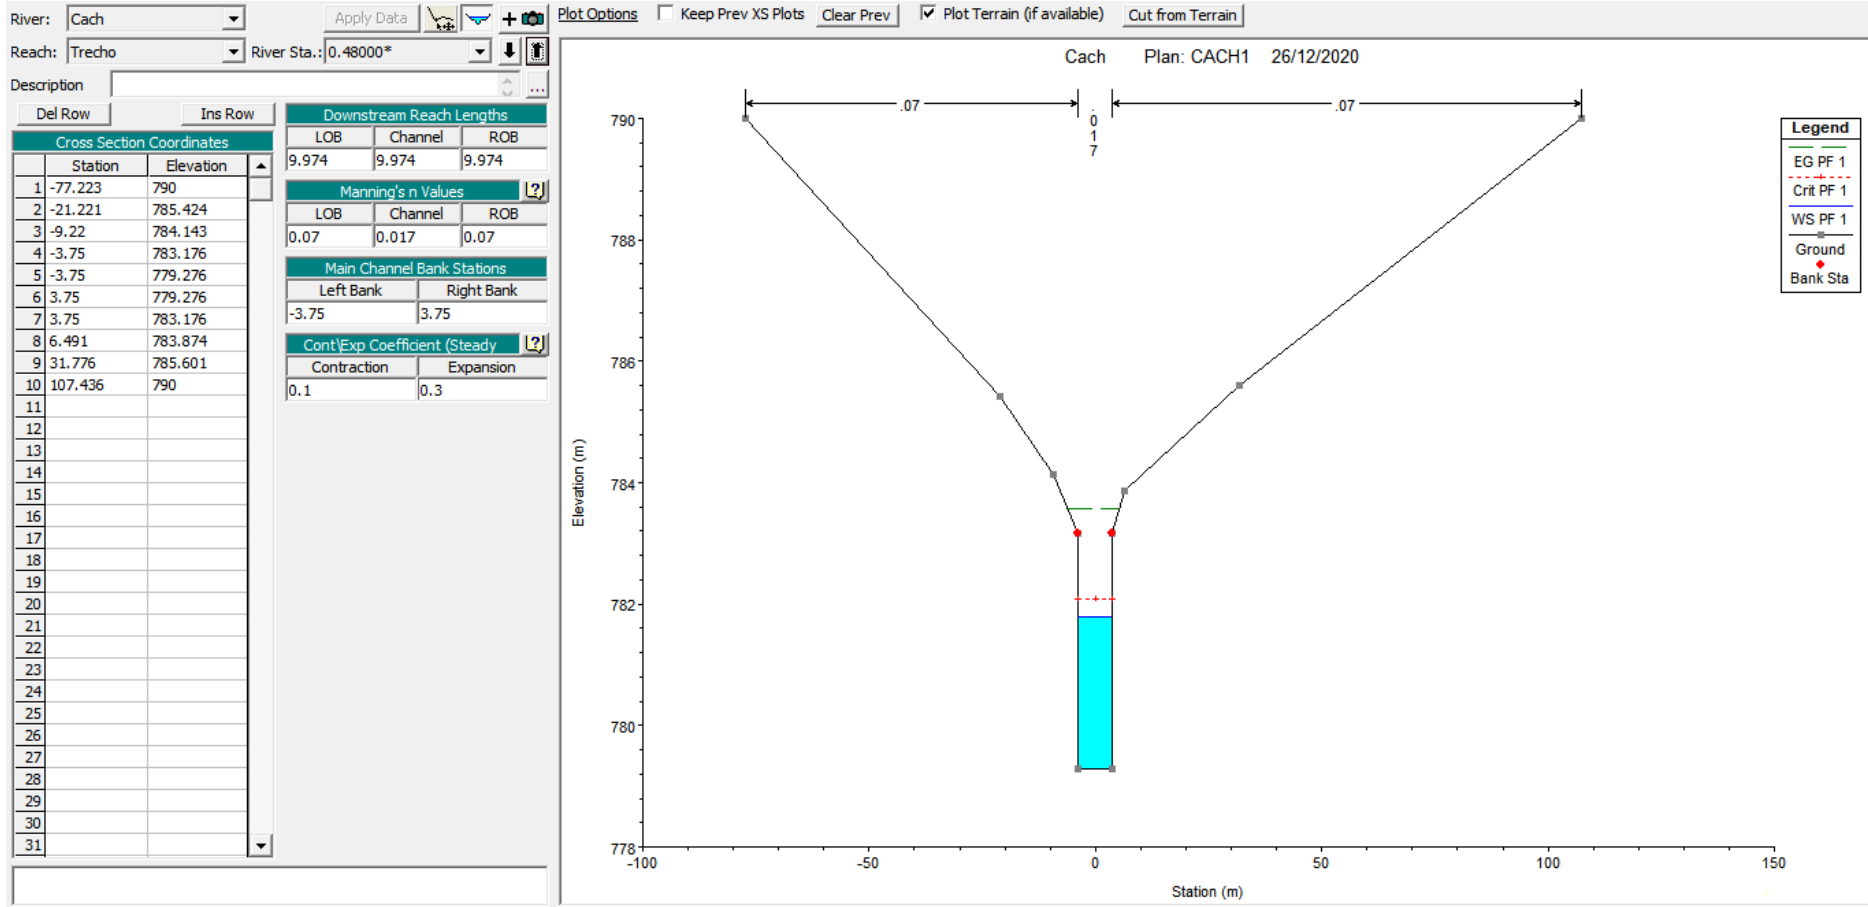 River: Cach Apply Data
Reach: Trecho River Sta.: 0.48000*
Description ...
Del Row Ins Row
Cross Section Coordinates
Station Elevation
1 -77.223 790
2 -21.221 785.424
3 -9.22 784.143
4 -3.75 783.176
5 -3.75 779.276
6 3.75 779.276
7 3.75 783.176
8 6.491 783.874
9 31.776 785.601
10 107.436 790
11
12
13
14
15
16
17
18
19
20
21
22
23
24
25
26
27
28
29
30
31
Downstream Reach Lengths
LOB Channel ROB
9.974 9.974 9.974
Manning's n Values ?
LOB Channel ROB
0.07 0.017 0.07
Main Channel Bank Stations
Left Bank Right Bank
-3.75 3.75
Cont\Exp Coefficient (Steady ?
Contraction Expansion
0.1 0.3
Plot Options Keep Prev XS Plots Clear Prev Plot Terrain (if available) Cut from Terrain
Cach Plan: CACH1 26/12/2020
.07 .017 .07
790
788
786
784
782
780
778
Elevation (m)
-100 -50 0 50 100 150
Station (m)
Legend
EG PF 1
Crit PF 1
WS PF 1
Ground
Bank Sta